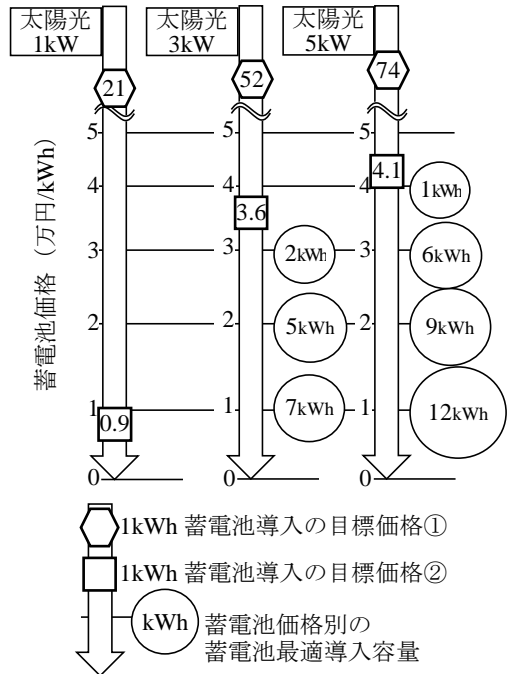 太陽光
1kW
太陽光
3kW
太陽光
5kW
21
52
74
蓄電池価格（万円/kWh）
5
5
5
4.1
4
4
4
1kWh
3.6
3
3
3
2kWh
6kWh
2
2
2
5kWh
9kWh
1
1
1
7kWh
12kWh
0.9
0
0
0
1kWh 蓄電池導入の目標価格①
1kWh 蓄電池導入の目標価格②
kWh
蓄電池価格別の
蓄電池最適導入容量